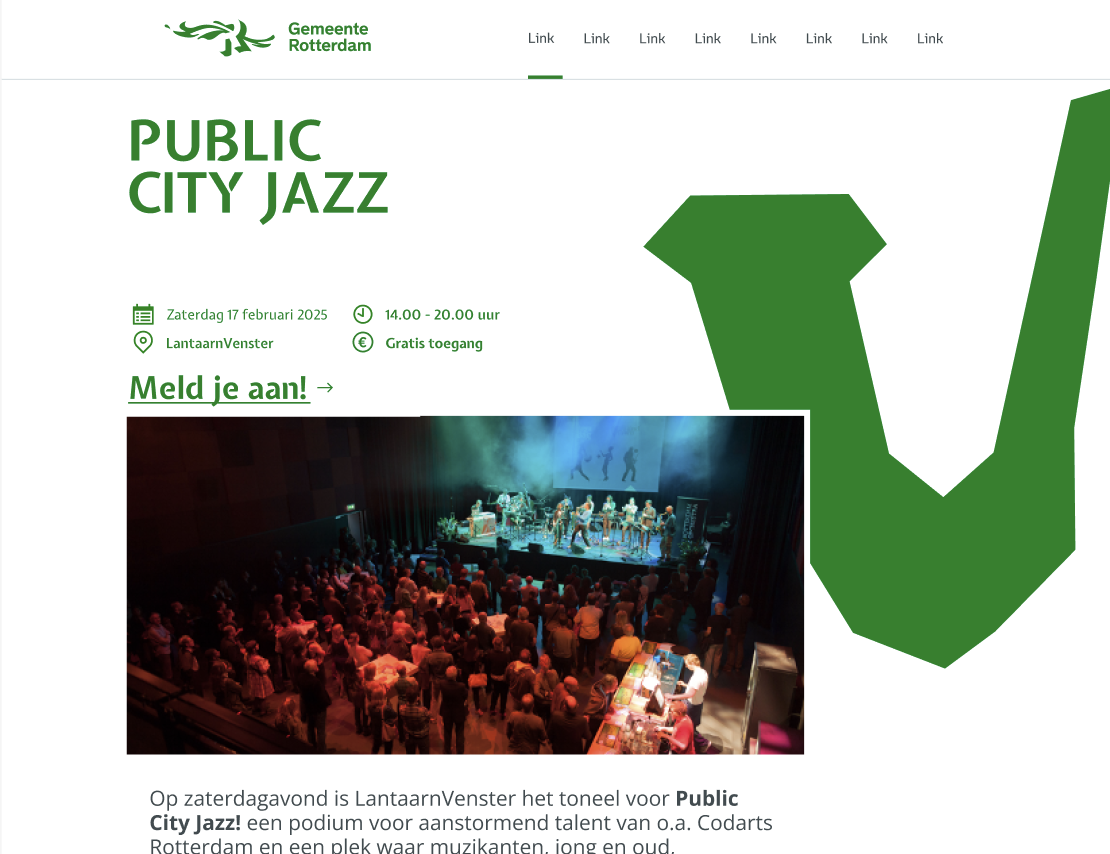 Gemeente
Rotterdam
Link Link Link Link Link Link Link Link
PUBLIC
CITY JAZZ
Zaterdag 17 februari 2025
14.00 - 20.00 uur
LantaarnVenster
Gratis toegang
Meld je aan! →
Op zaterdagavond is LantaarnVenster het toneel voor Public
City Jazz! een podium voor aanstormend talent van o.a. Codarts
Rotterdam en een plek waar muzikanten, jong en oud,